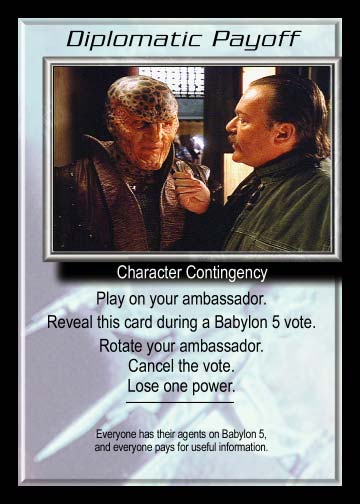 Diplomatic Payoff
Character Contingency
Play on your ambassador.
Reveal this card during a Babylon 5 vote.
Rotate your ambassador.
Cancel the vote.
Lose one power.
Everyone has their agents on Babylon 5,
and everyone pays for useful information.